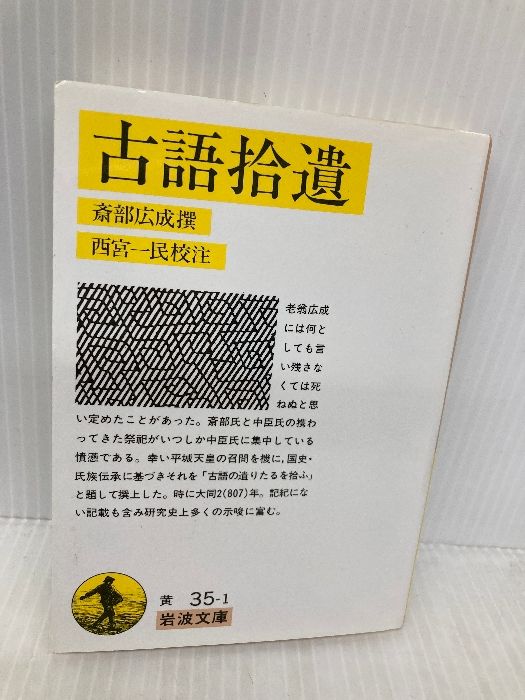 古語拾遺
斎部広成撰
西宮一民校注
老翁広成
には何と
しても言
い残さな
くては死
ねぬと思
い定めたことがあった。斎部氏と中臣氏の携わ
ってきた祭祀がいつしか中臣氏に集中している
憤懣である。幸い平城天皇の召問を機に,国史・
氏族伝承に基づきそれを「古語の遺りたるを拾ふ」
と題して撰上した。時に大同2(807)年。記紀にな
い記載も含み研究史上多くの示唆に富む。
黄 35-1
岩波文庫